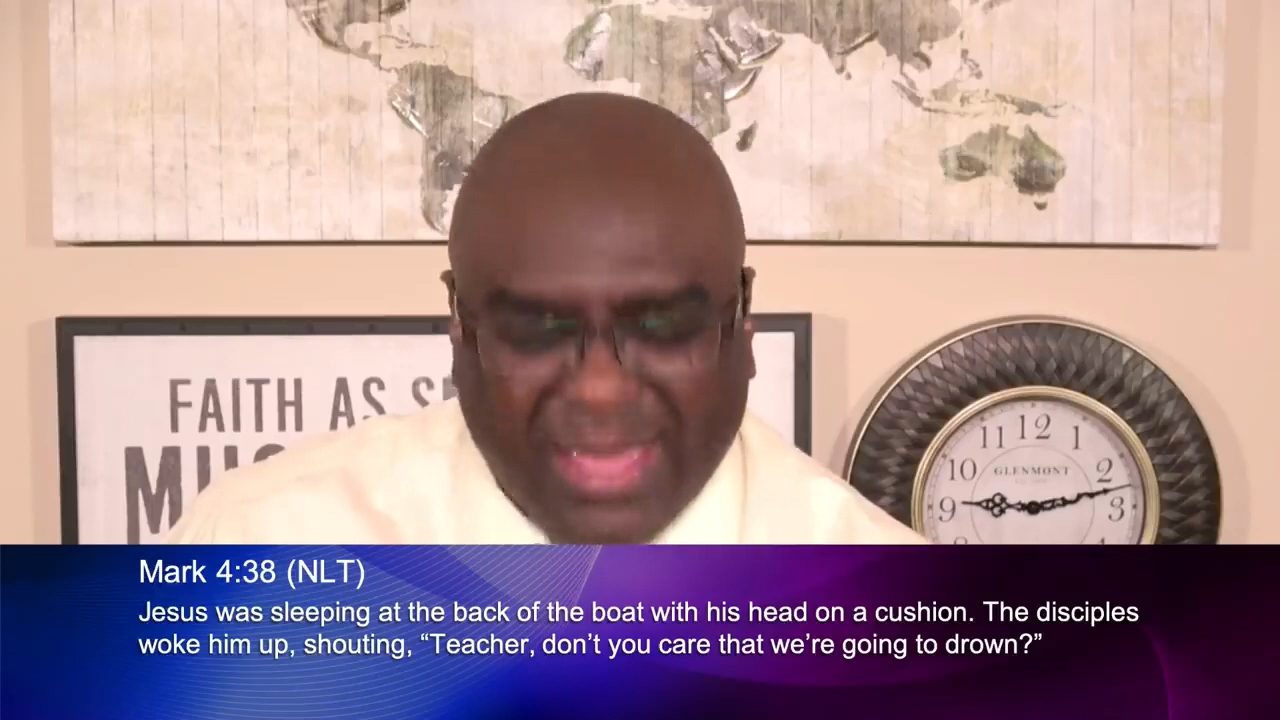 FAITH AS
11 12 1
10 GLENMONT 2
9 3
Mark 4:38 (NLT)
Jesus was sleeping at the back of the boat with his head on a cushion. The disciples
woke him up, shouting, “Teacher, don’t you care that we’re going to drown?”